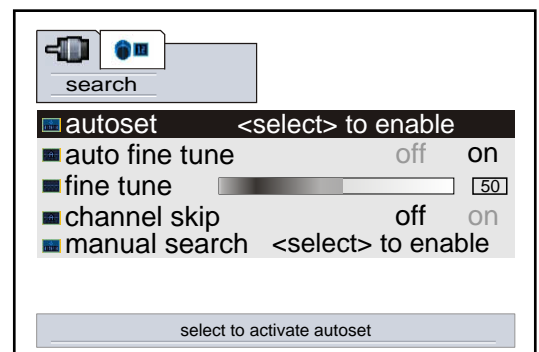 search
autoset <select> to enable
auto fine tune off on
fine tune 50
channel skip off on
manual search <select> to enable
select to activate autoset